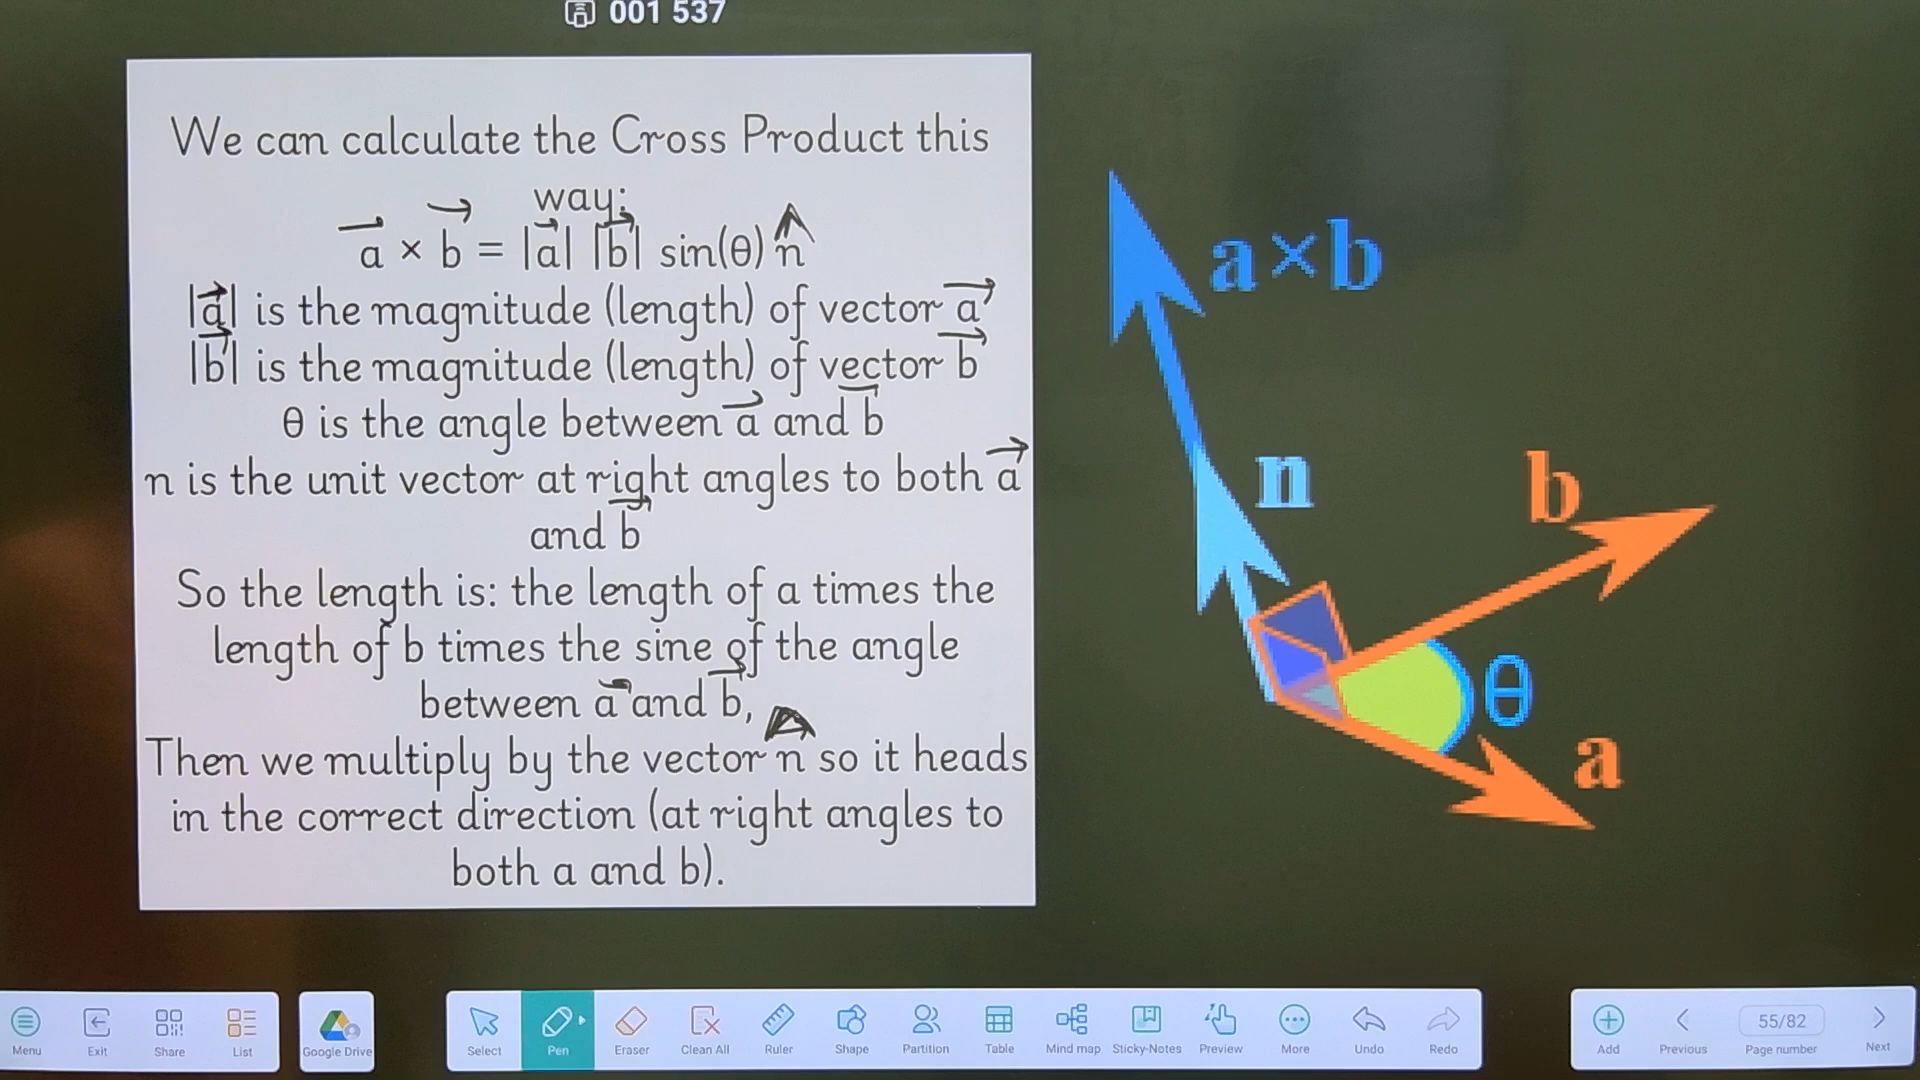 001 537
We can calculate the Cross Product this
way:
a⃗ × b⃗ = |a⃗| |b⃗| sin(θ) n̂
|a⃗| is the magnitude (length) of vector a⃗
|b⃗| is the magnitude (length) of vector b⃗
θ is the angle between a⃗ and b⃗
n is the unit vector at right angles to both a⃗
and b⃗
So the length is: the length of a times the
length of b times the sine of the angle
between a⃗ and b⃗,
Then we multiply by the vector n̂ so it heads
in the correct direction (at right angles to
both a and b).
a×b
n
b
θ
a
Menu Exit Share List Google Drive Select Pen Eraser Clean All Ruler Shape Partition Table Mind map Sticky-Notes Preview More Undo Redo Add Previous 55/82 Page number Next